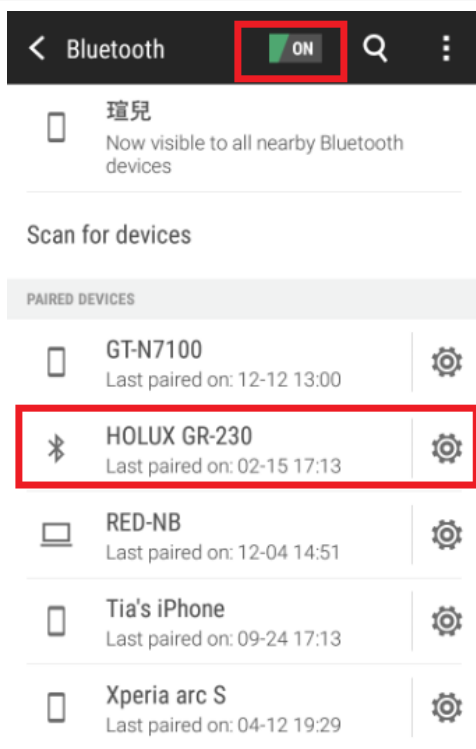 Bluetooth
ON
瑄兒
Now visible to all nearby Bluetooth
devices
Scan for devices
PAIRED DEVICES
GT-N7100
Last paired on: 12-12 13:00
HOLUX GR-230
Last paired on: 02-15 17:13
RED-NB
Last paired on: 12-04 14:51
Tia's iPhone
Last paired on: 09-24 17:13
Xperia arc S
Last paired on: 04-12 19:29